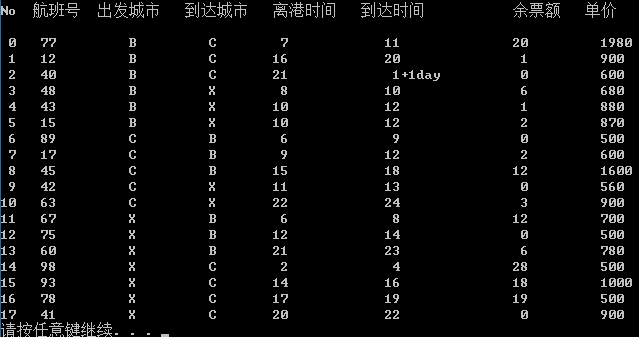 No 航班号 出发城市 到达城市 离港时间 到达时间 余票额 单价
0 77 B C 7 11 20 1980
1 12 B C 16 20 1 900
2 40 B C 21 1+1day 0 600
3 48 B X 8 10 6 680
4 43 B X 10 12 1 880
5 15 B X 10 12 2 870
6 89 C B 6 9 0 500
7 17 C B 9 12 2 600
8 45 C B 15 18 12 1600
9 42 C X 11 13 0 560
10 63 C X 22 24 3 900
11 67 X B 6 8 12 700
12 75 X B 12 14 0 500
13 60 X B 21 23 6 780
14 98 X C 2 4 28 500
15 93 X C 14 16 18 1000
16 78 X C 17 19 19 500
17 41 X C 20 22 0 900
请按任意键继续. . .